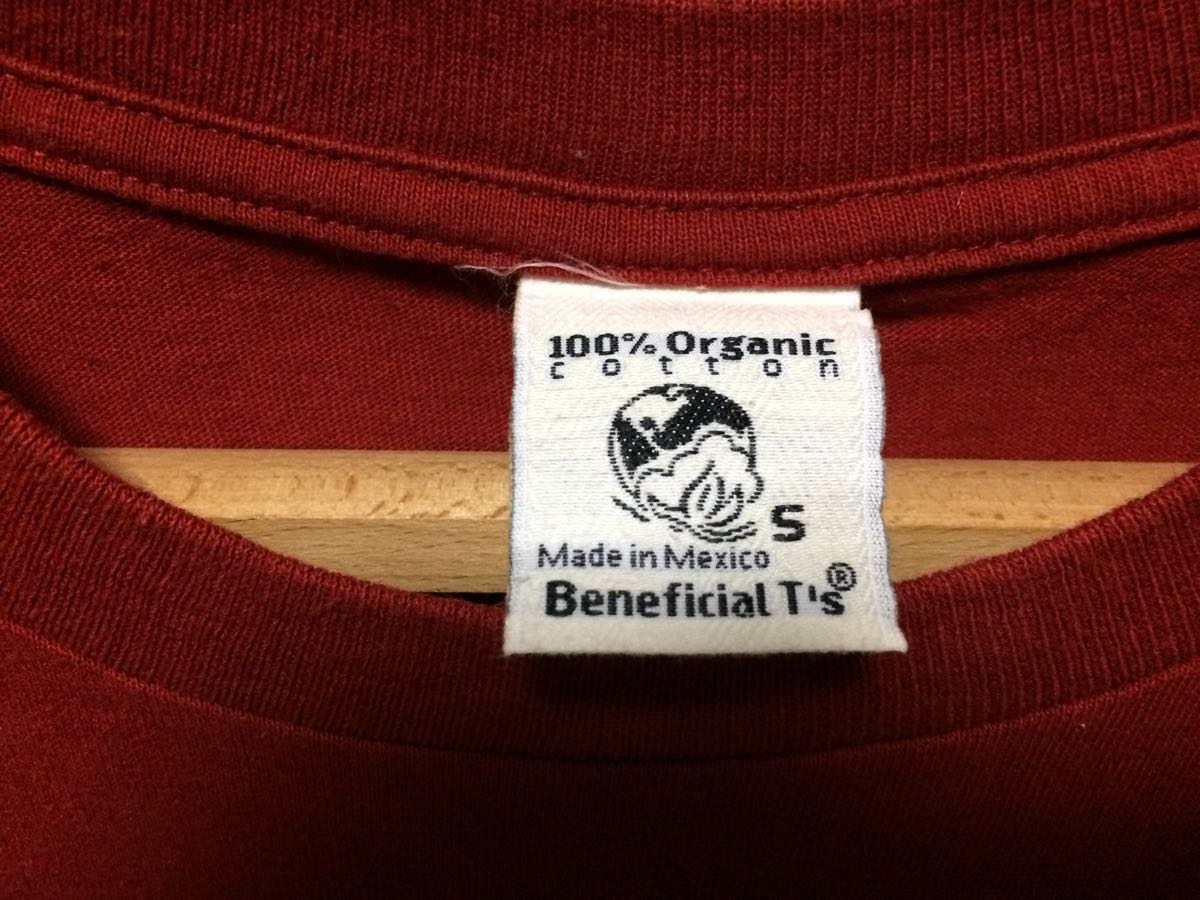 100% Organic
cotton
S
Made in Mexico
Beneficial T's®